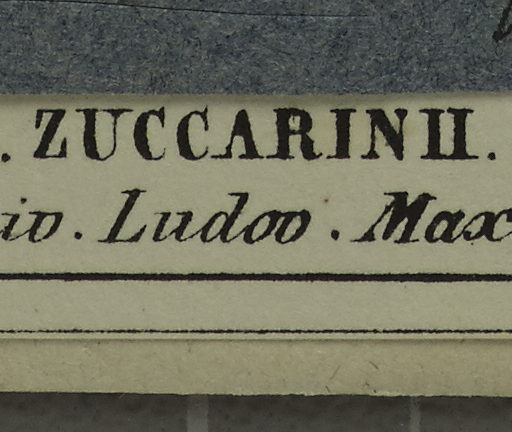 . ZUCCARINII.
iv. Ludov. Max